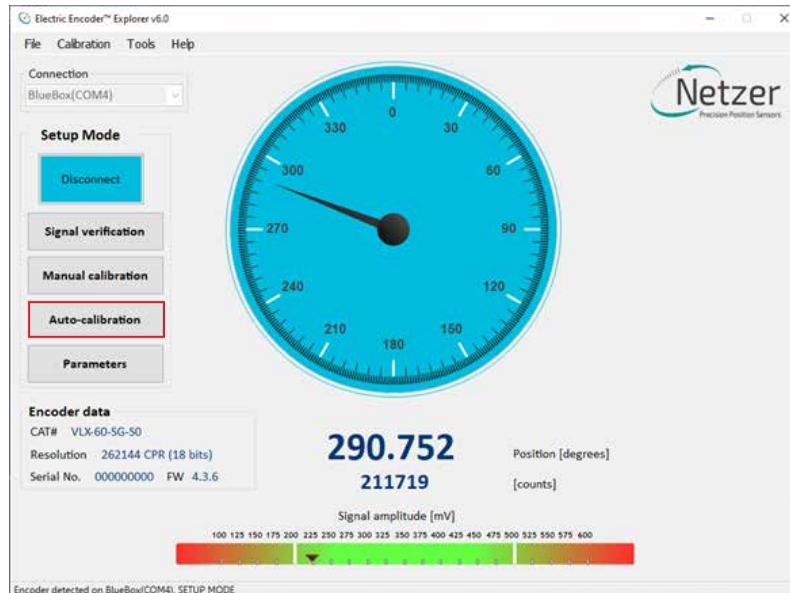 Electric Encoder™ Explorer v6.0
File Calibration Tools Help
Connection
BlueBox(COM4)
Setup Mode
Disconnect
Signal verification
Manual calibration
Auto-calibration
Parameters
Netzer
Precision Position Sensors
0
30
60
90
120
150
180
210
240
270
300
330
Encoder data
CAT# VLX-60-SG-S0
Resolution 262144 CPR (18 bits)
Serial No. 000000000 FW 4.3.6
290.752 Position [degrees]
211719 [counts]
Signal amplitude [mV]
100 125 150 175 200 225 250 275 300 325 350 375 400 425 450 475 500 525 550 575 600
Encoder detected on BlueBox(COM4), SETUP MODE